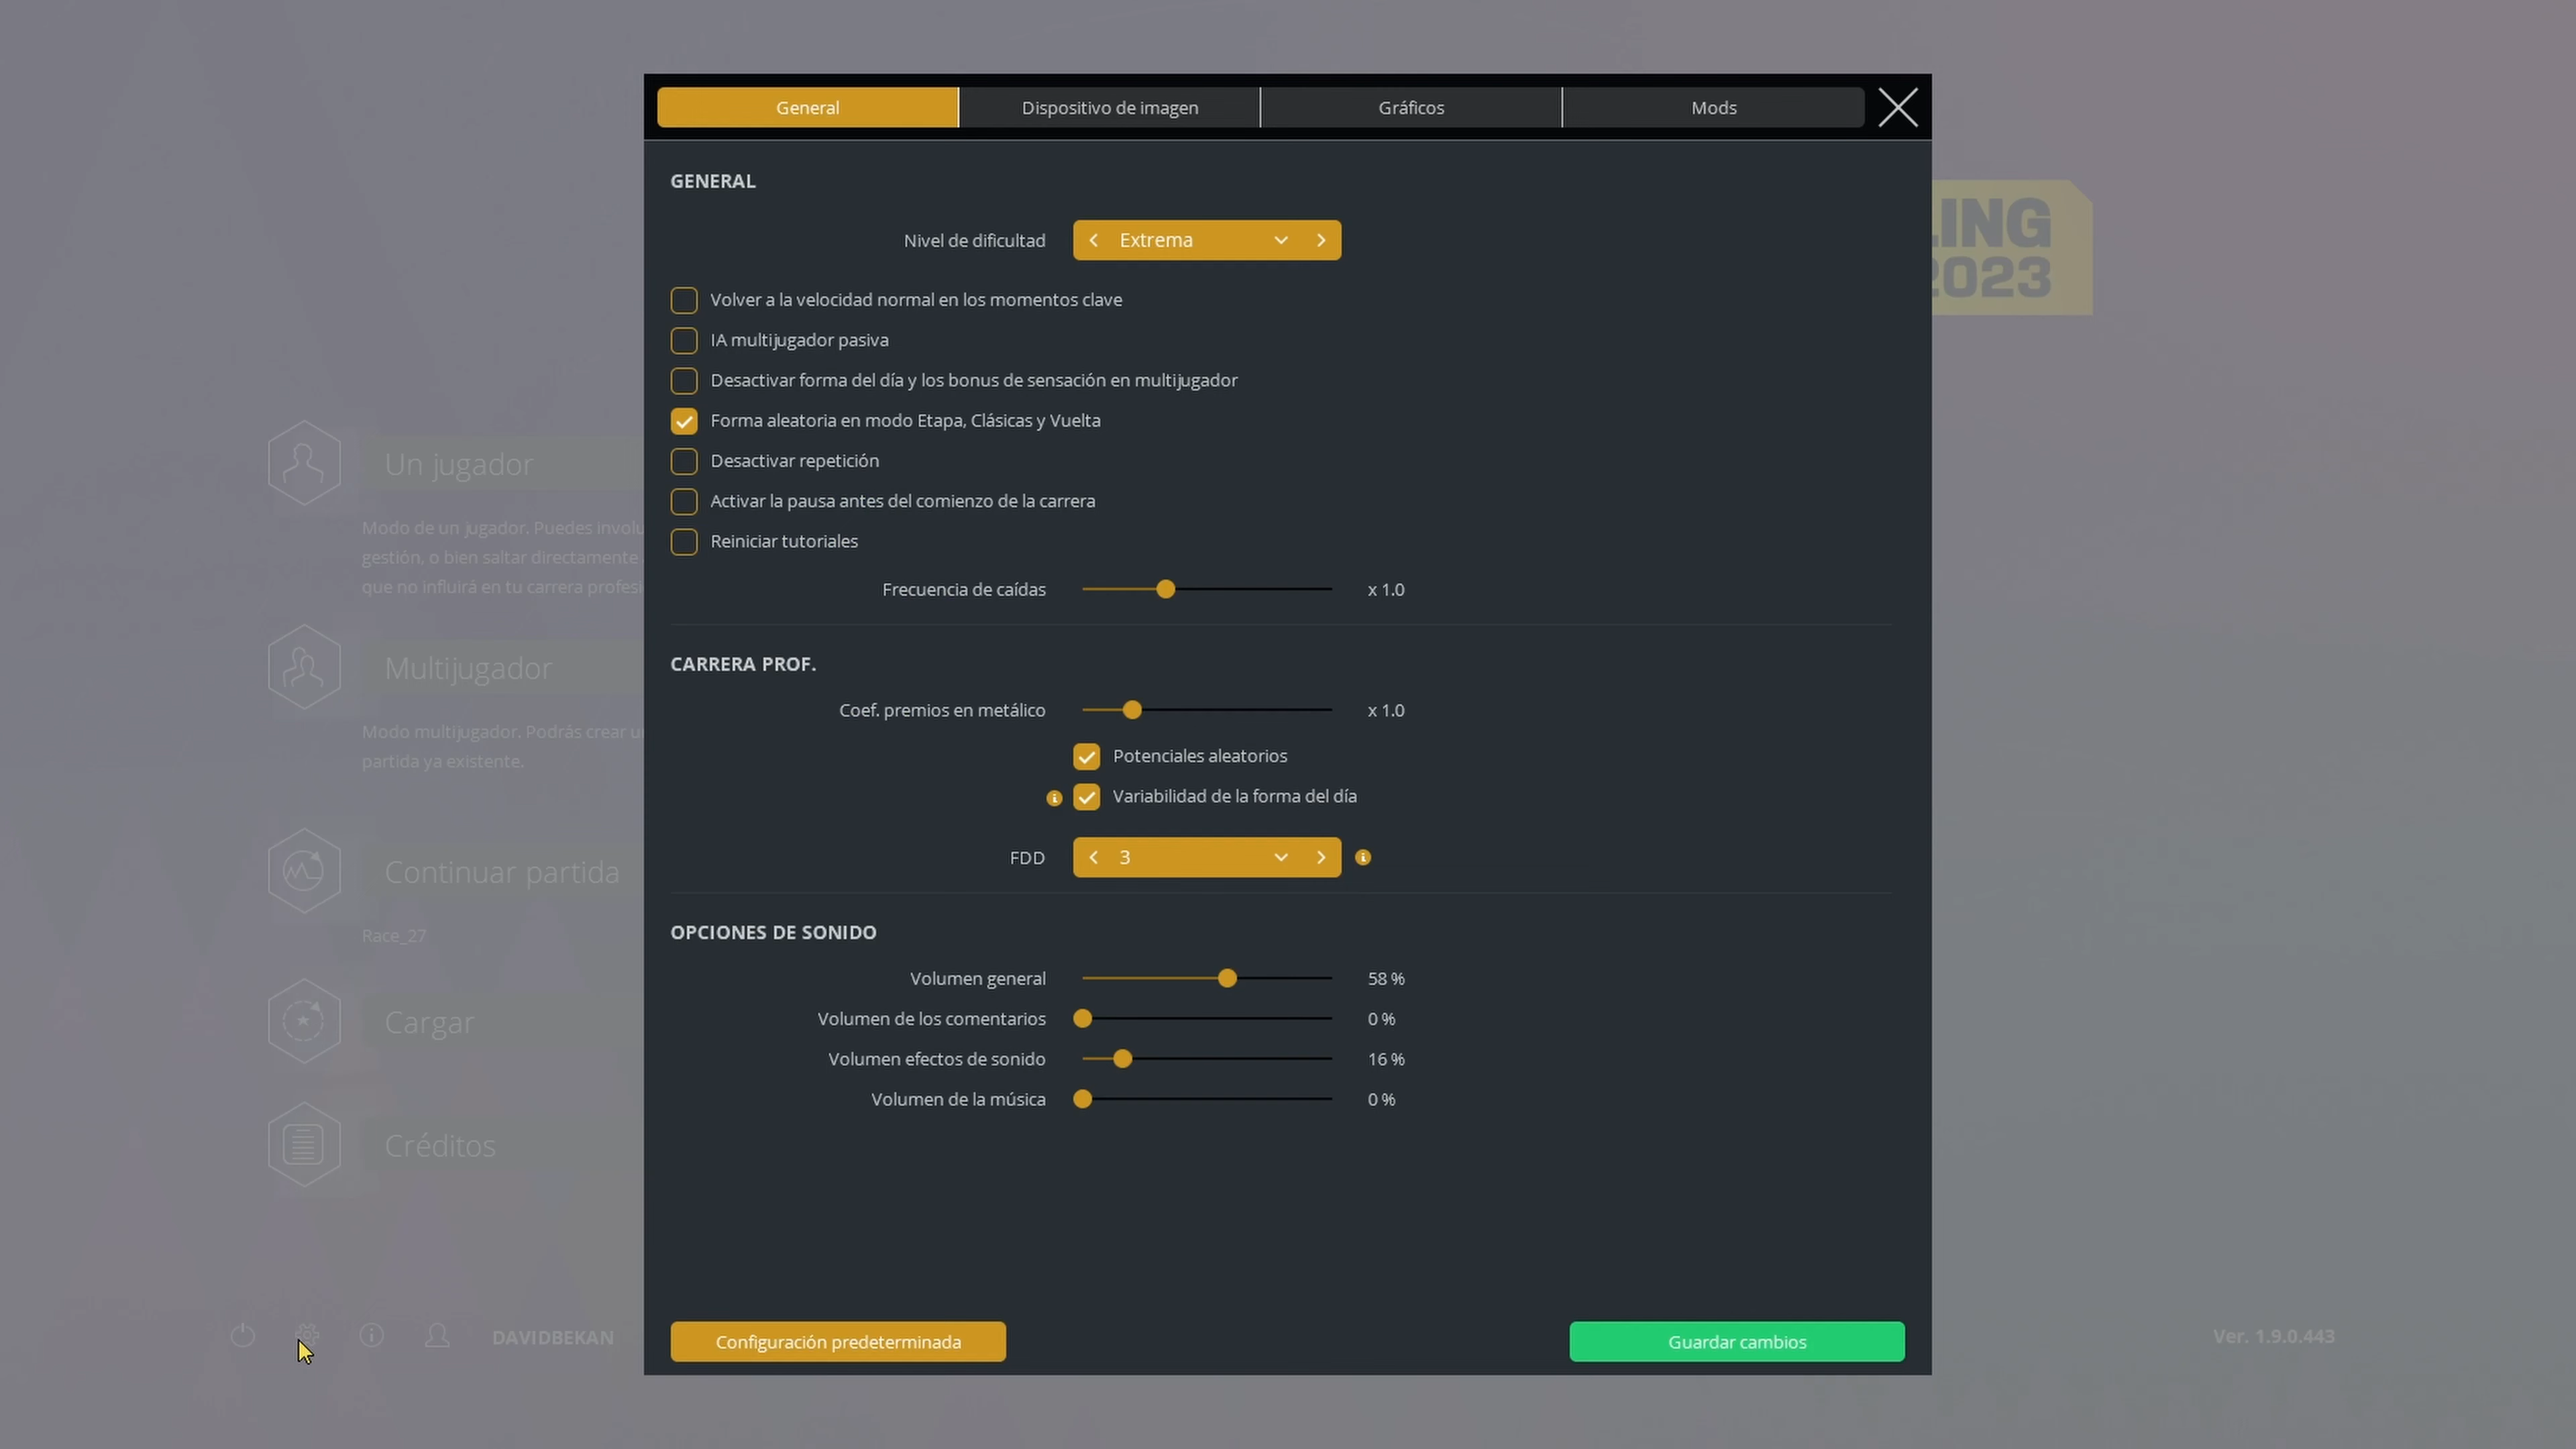 General
Dispositivo de imagen
Gráficos
Mods
GENERAL
Nivel de dificultad
Extrema
Volver a la velocidad normal en los momentos clave
IA multijugador pasiva
Desactivar forma del día y los bonus de sensación en multijugador
Forma aleatoria en modo Etapa, Clásicas y Vuelta
Desactivar repetición
Activar la pausa antes del comienzo de la carrera
Reiniciar tutoriales
Frecuencia de caídas x 1.0
CARRERA PROF.
Coef. premios en metálico x 1.0
Potenciales aleatorios
Variabilidad de la forma del día
FDD 3
OPCIONES DE SONIDO
Volumen general 58 %
Volumen de los comentarios 0 %
Volumen efectos de sonido 16 %
Volumen de la música 0 %
Configuración predeterminada
Guardar cambios
LING
2023
Un jugador
Modo de un jugador. Puedes
gestión, o bien saltar directamente
que no influirá en tu carrera
Multijugador
Modo multijugador. Podrás crear
partida ya existente.
Continuar partida
Race_27
Cargar
Créditos
DAVIDBEKAN
Ver. 1.9.0.443